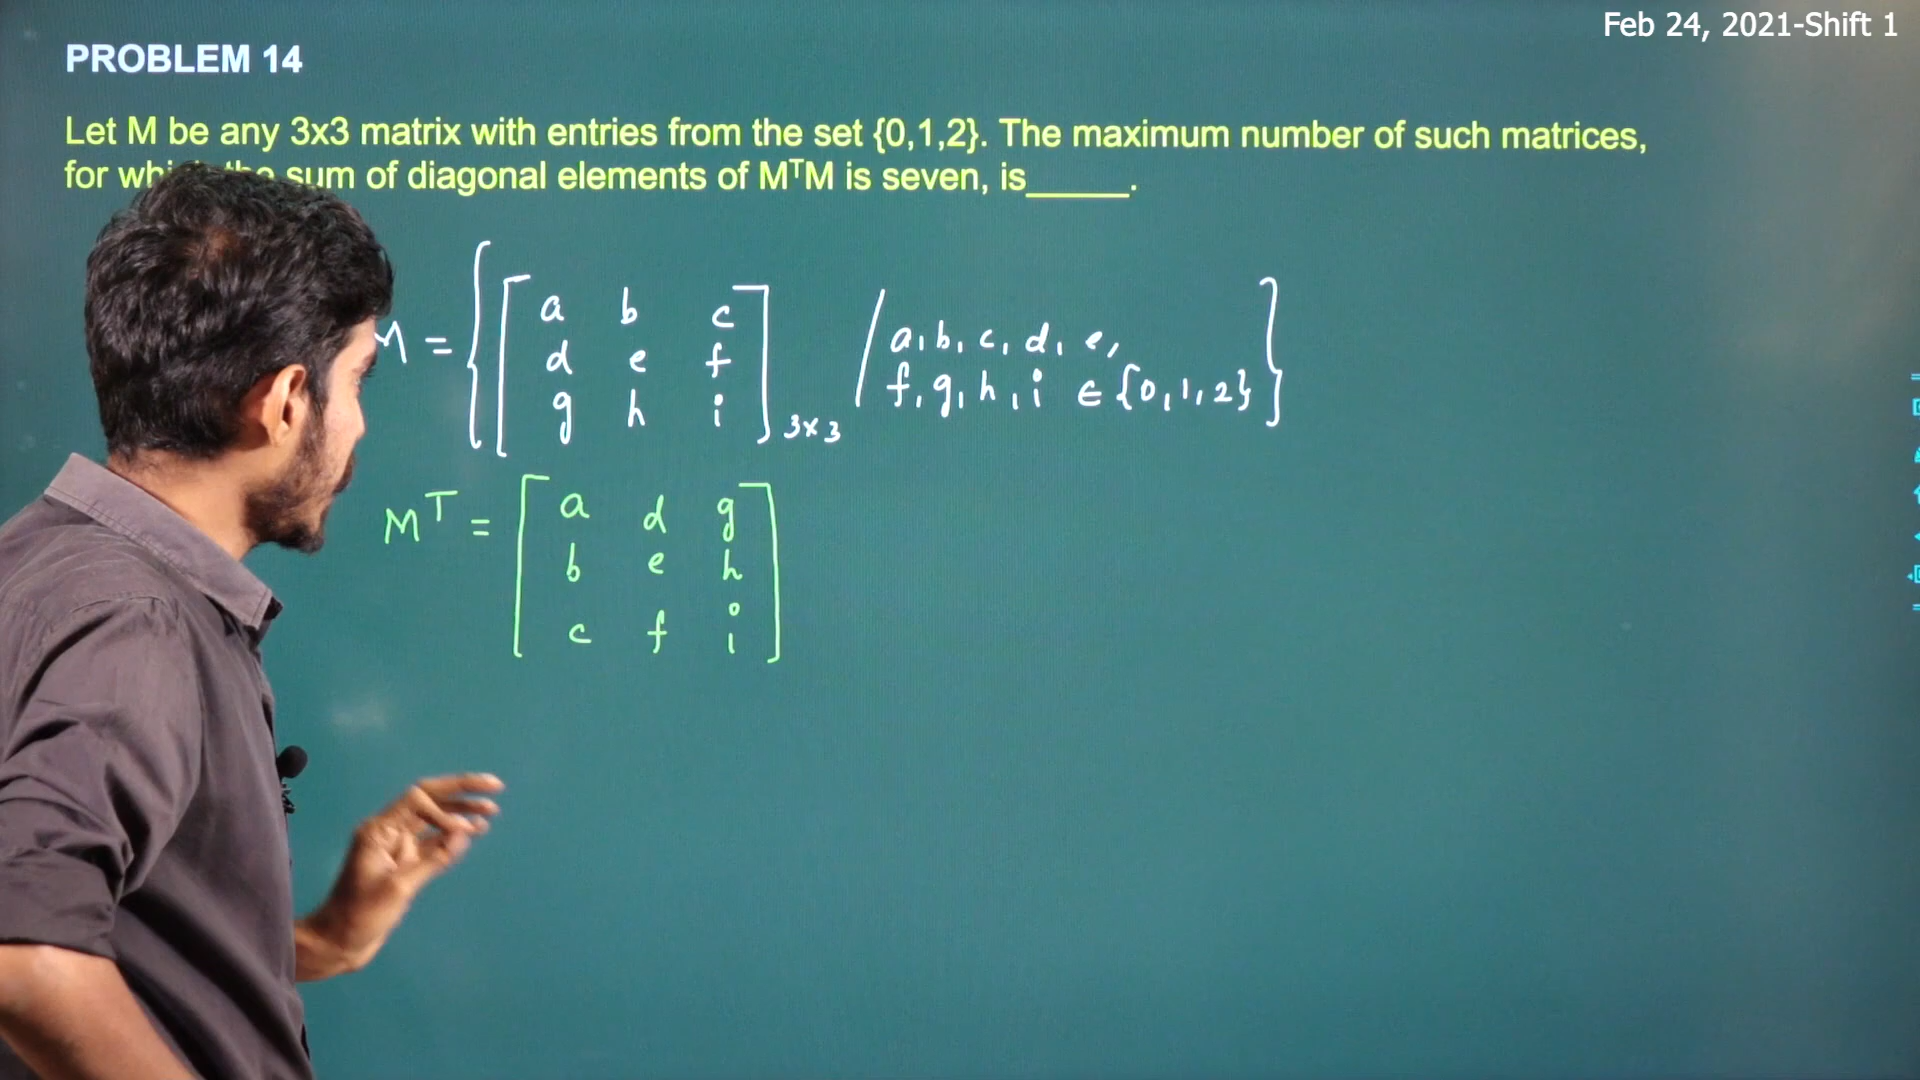 Feb 24, 2021-Shift 1
PROBLEM 14
Let M be any 3x3 matrix with entries from the set {0,1,2}. The maximum number of such matrices,
for the sum of diagonal elements of MᵀM is seven, is_____.
M = { [ a b c
d e f
g h i ] 3×3 / a, b, c, d, e,
f, g, h, i ∈ {0,1,2} }
Mᵀ = [ a d g
b e h
c f i ]